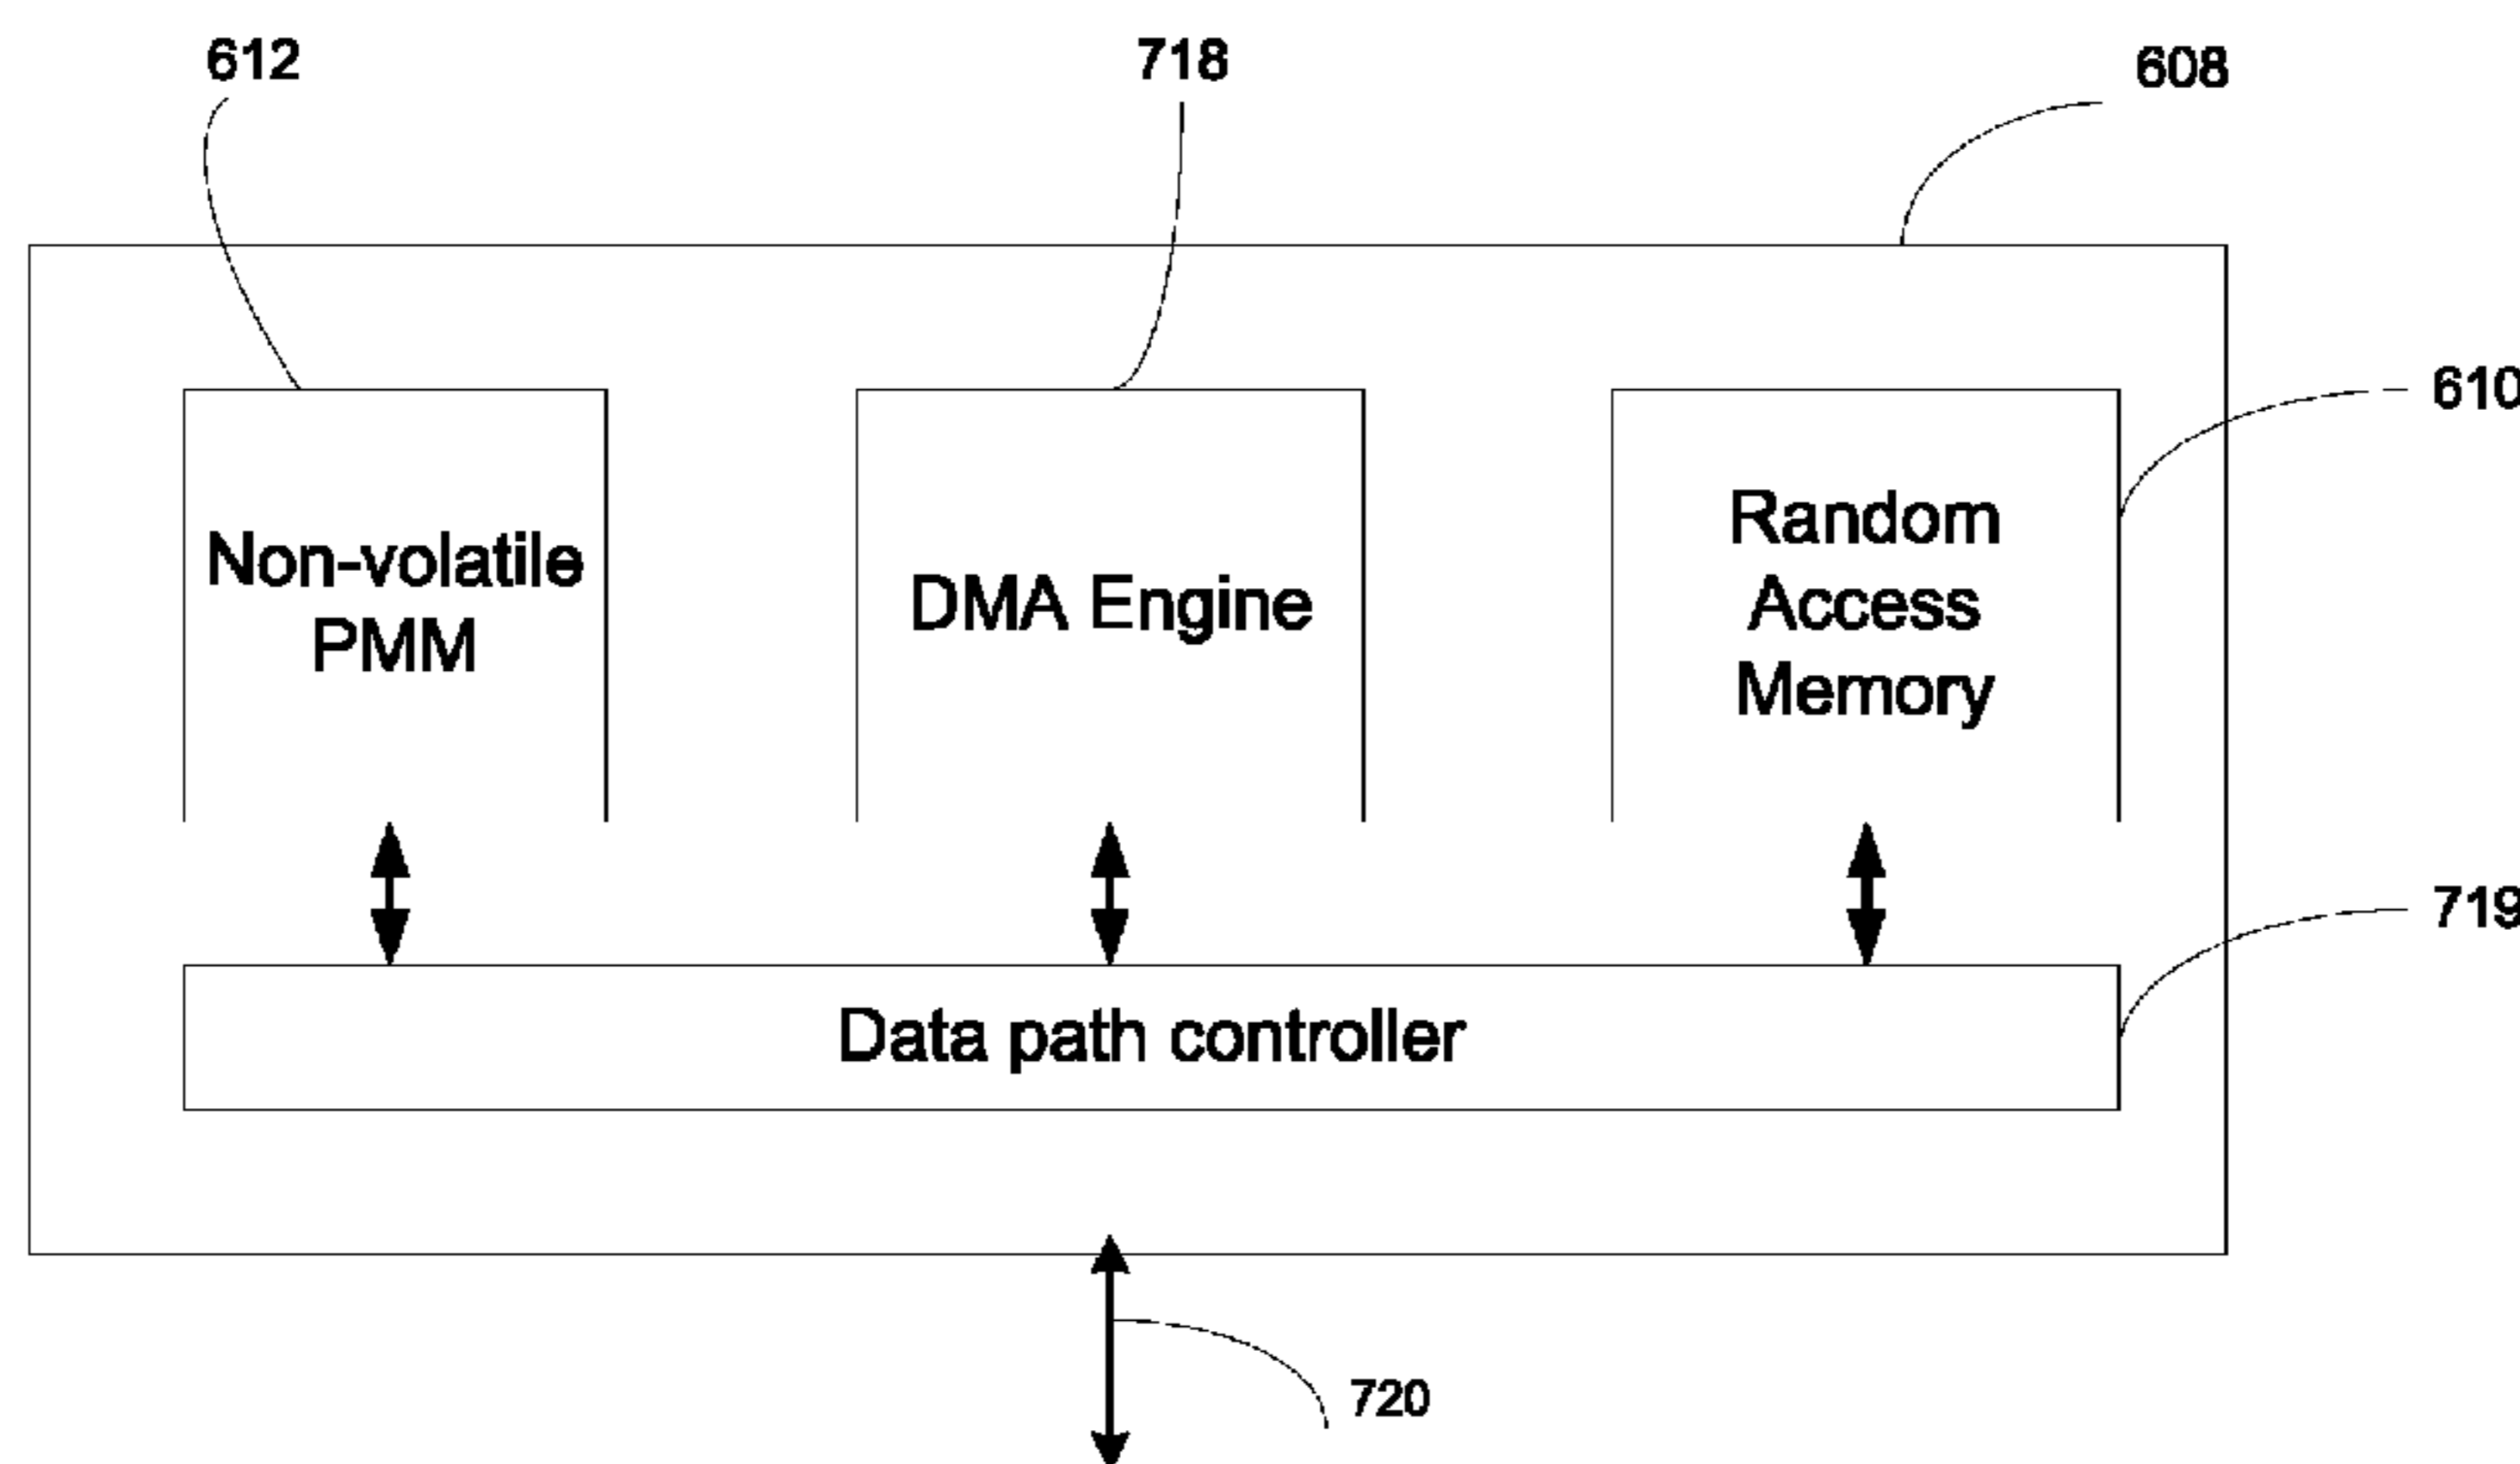 612
718
608
610
Non-volatile
PMM
DMA Engine
Random
Access
Memory
719
Data path controller
720